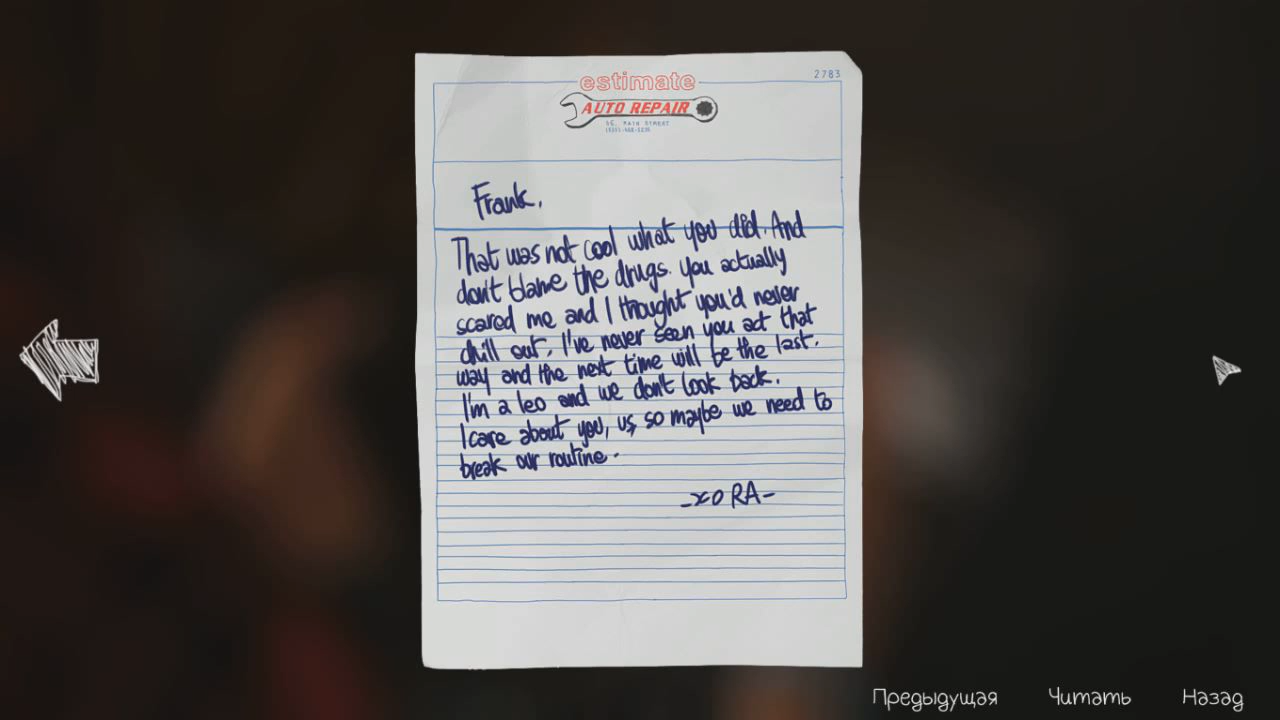 estimate
2783
AUTO REPAIR
Frank,
That was not cool what you did. And
don't blame the drugs. You actually
scared me and I thought you'd never
chill out. I've never seen you act that
way and the next time will be the last.
I'm a leo and we don't look back.
I care about you, us, so maybe we need to
break our routine.
-xo RA-
Предыдущая Читать Назад